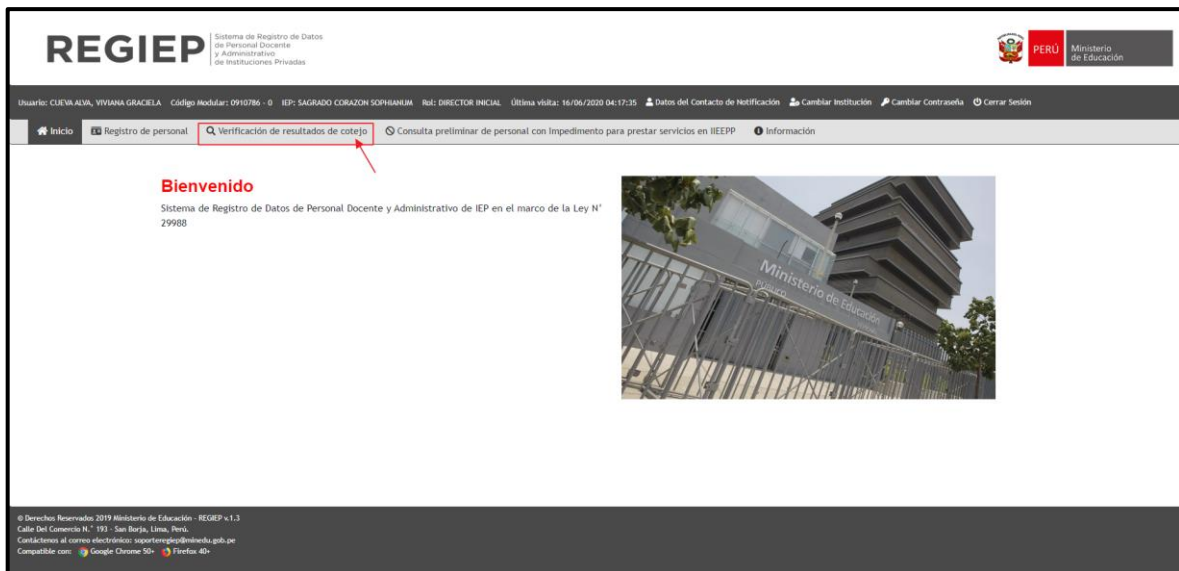 REGIEP
Sistema de Registro de Datos
de Personal Docente
y Administrativo
de Instituciones Privadas
PERÚ
Ministerio
de Educación
Usuario: CUEVA ALVA, VIVIANA GRACIELA Código Modular: 0910786 - 0 IEP: SAGRADO CORAZON SOPHIANUM Rol: DIRECTOR INICIAL Última visita: 16/06/2020 04:17:35 Datos del Contacto de Notificación Cambiar Institución Cambiar Contraseña Cerrar Sesión
Inicio Registro de personal Verificación de resultados de cotejo Consulta preliminar de personal con Impedimento para prestar servicios en IIEEPP Información
Bienvenido
Sistema de Registro de Datos de Personal Docente y Administrativo de IEP en el marco de la Ley N°
29988
Ministerio de Educación
PÚBLICO
© Derechos Reservados 2019 Ministerio de Educación - REGIEP v.1.3
Calle Del Comercio N.° 193 - San Borja, Lima, Perú.
Contáctenos al correo electrónico: soporteregiep@minedu.gob.pe
Compatible con: Google Chrome 50+ Firefox 40+